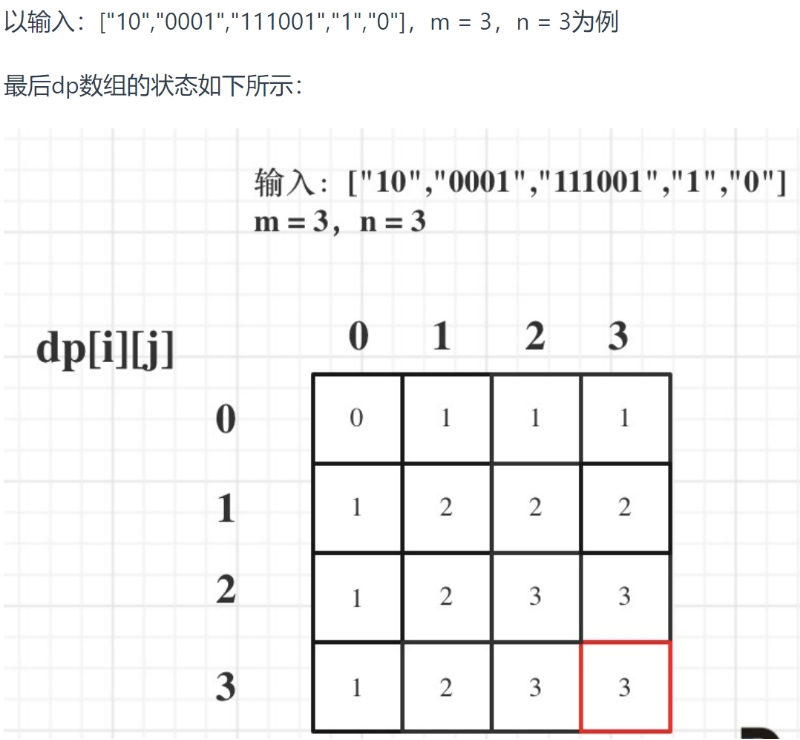 以输入：["10","0001","111001","1","0"]，m = 3，n = 3为例
最后dp数组的状态如下所示：
输入：["10","0001","111001","1","0"]
m = 3，n = 3
dp[i][j]
0 1 2 3
0 0 1 1 1
1 1 2 2 2
2 1 2 3 3
3 1 2 3 3